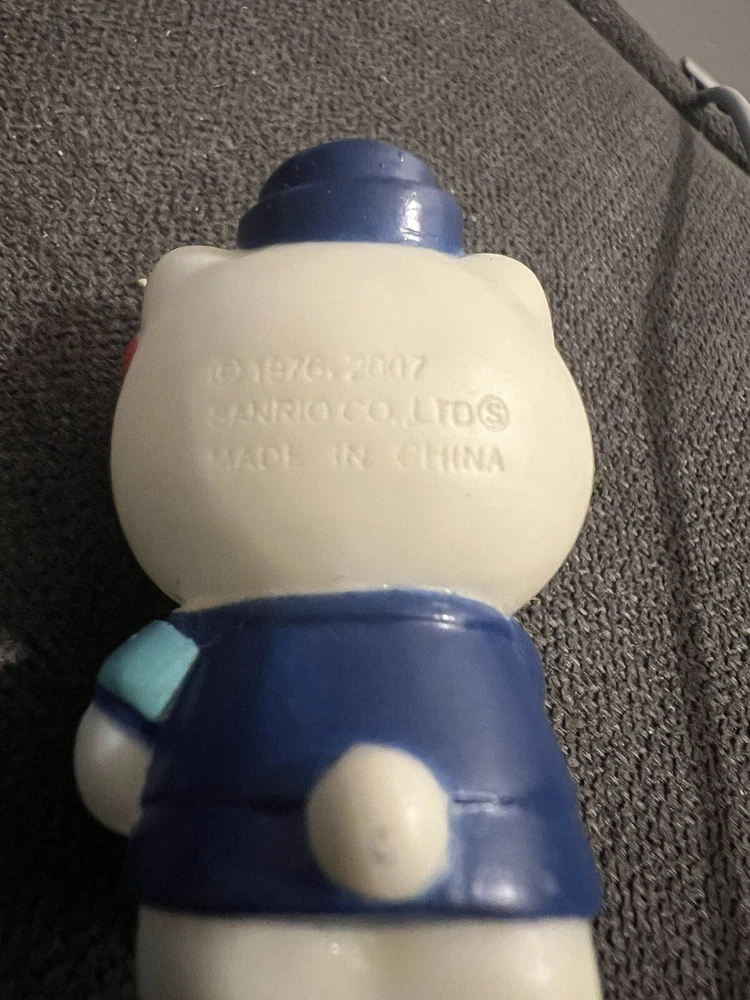 © 1976, 2007
SANRIO CO., LTD Ⓢ
MADE IN CHINA